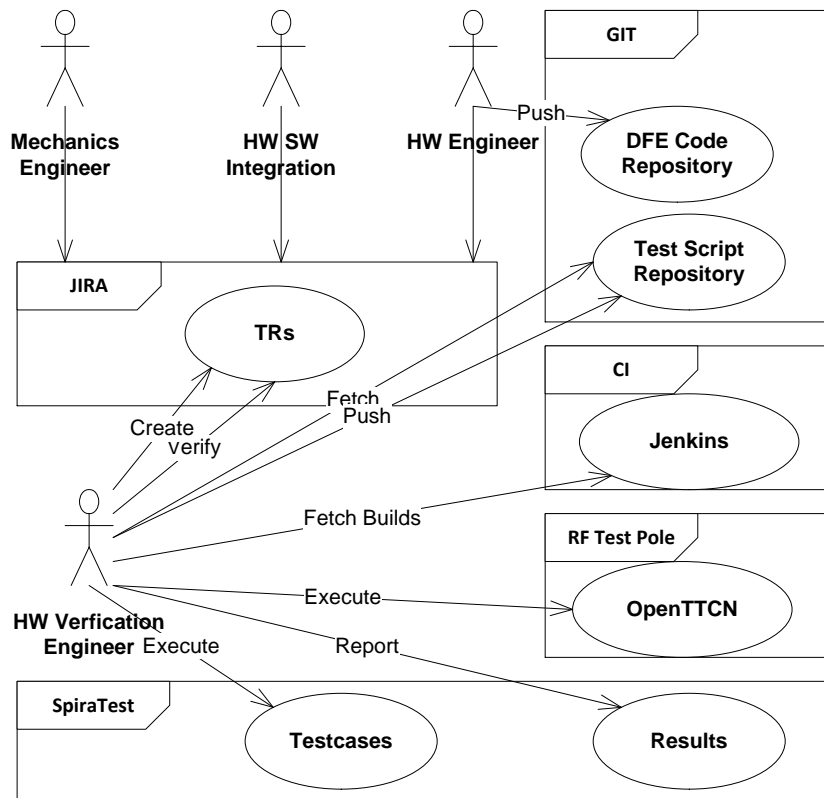 GIT
Push
Mechanics
Engineer
HW SW
Integration
HW Engineer
DFE Code
Repository
Test Script
Repository
JIRA
TRs
CI
Fetch
Push
Create
Verify
Jenkins
Fetch Builds
RF Test Pole
Execute
OpenTTCN
HW Verfication
Engineer
Execute
Report
SpiraTest
Testcases
Results